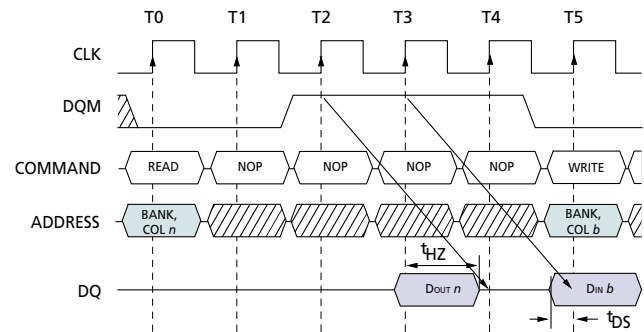 T0 T1 T2 T3 T4 T5
CLK
DQM
COMMAND READ NOP NOP NOP NOP WRITE
ADDRESS BANK, COL n BANK, COL b
tHZ
DQ DOUT n DIN b
tDS